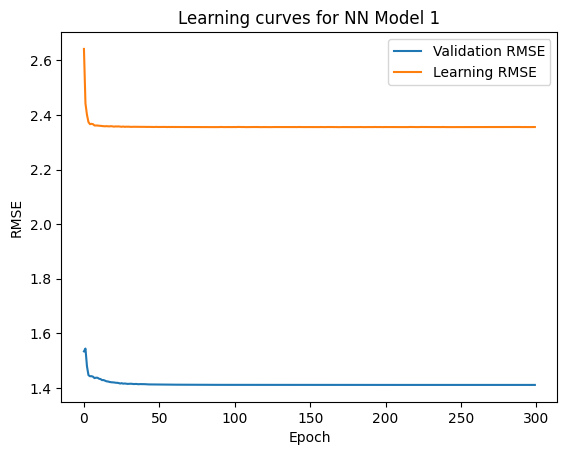 Learning curves for NN Model 1
Validation RMSE
Learning RMSE
RMSE
2.6
2.4
2.2
2.0
1.8
1.6
1.4
0
50
100
150
200
250
300
Epoch